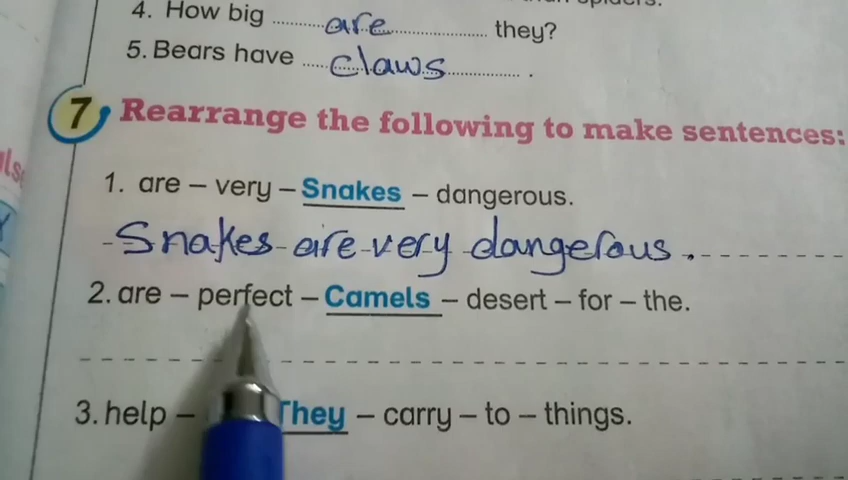 4. How big ..........are.................... they?
5. Bears have .....claws............... .
7 Rearrange the following to make sentences:
1. are – very – Snakes – dangerous.
Snakes are very dangerous.
2. are – perfect – Camels – desert – for – the.
3. help – They – carry – to – things.